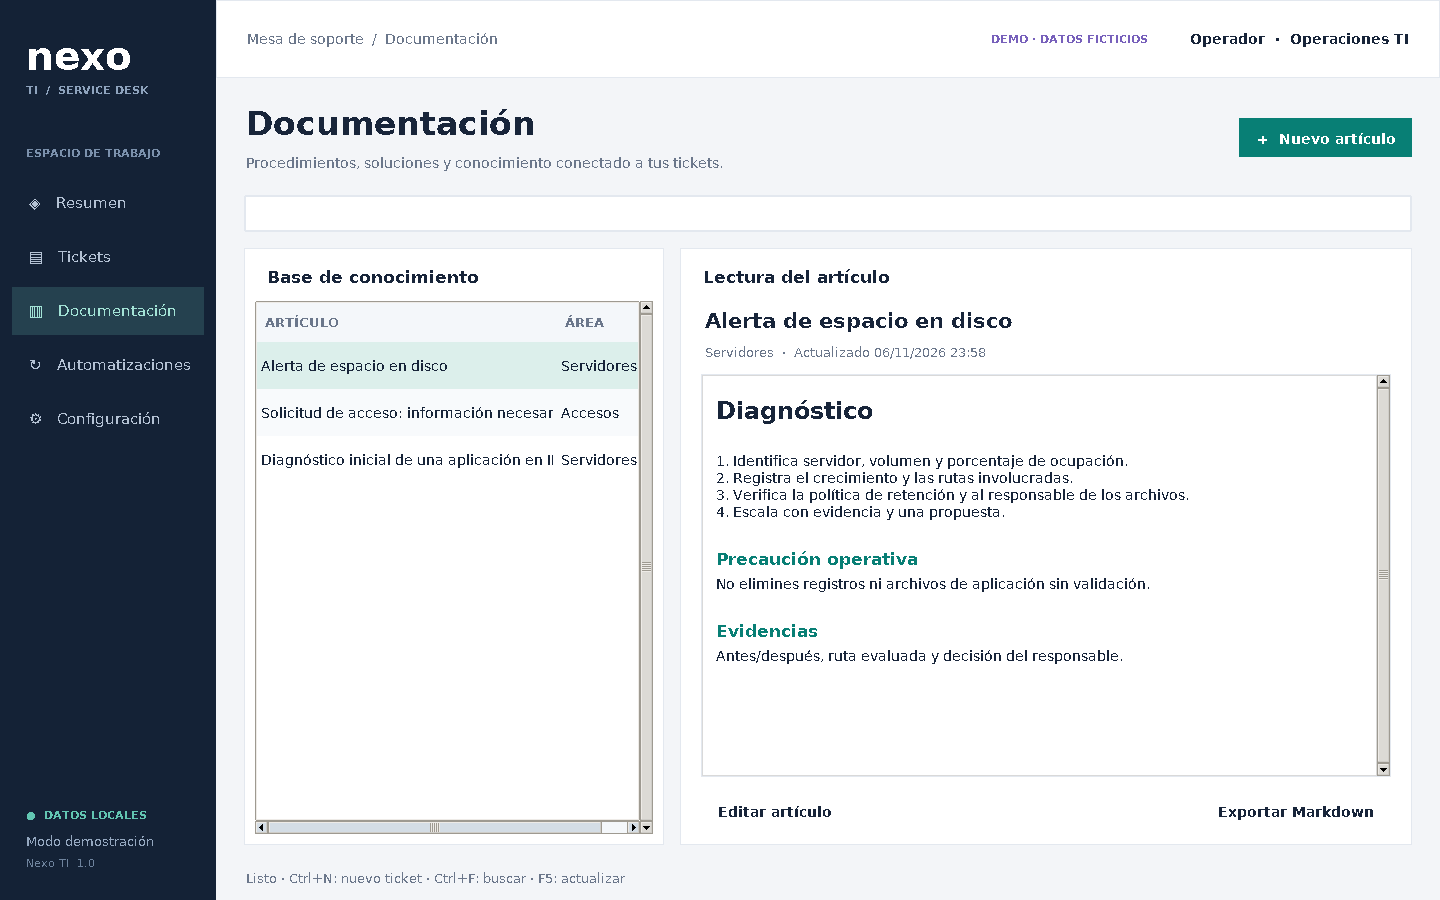 nexo
TI / SERVICE DESK
ESPACIO DE TRABAJO
◈ Resumen
▤ Tickets
▥ Documentación
↻ Automatizaciones
⚙ Configuración
● DATOS LOCALES
Modo demostración
Nexo TI 1.0
Mesa de soporte / Documentación
DEMO · DATOS FICTICIOS
Operador · Operaciones TI
Documentación
Procedimientos, soluciones y conocimiento conectado a tus tickets.
+ Nuevo artículo
Base de conocimiento
ARTÍCULO ÁREA
Alerta de espacio en disco Servidores
Solicitud de acceso: información necesar Accesos
Diagnóstico inicial de una aplicación en II Servidores
Lectura del artículo
Alerta de espacio en disco
Servidores · Actualizado 06/11/2026 23:58
Diagnóstico
1. Identifica servidor, volumen y porcentaje de ocupación.
2. Registra el crecimiento y las rutas involucradas.
3. Verifica la política de retención y al responsable de los archivos.
4. Escala con evidencia y una propuesta.
Precaución operativa
No elimines registros ni archivos de aplicación sin validación.
Evidencias
Antes/después, ruta evaluada y decisión del responsable.
Editar artículo
Exportar Markdown
Listo · Ctrl+N: nuevo ticket · Ctrl+F: buscar · F5: actualizar